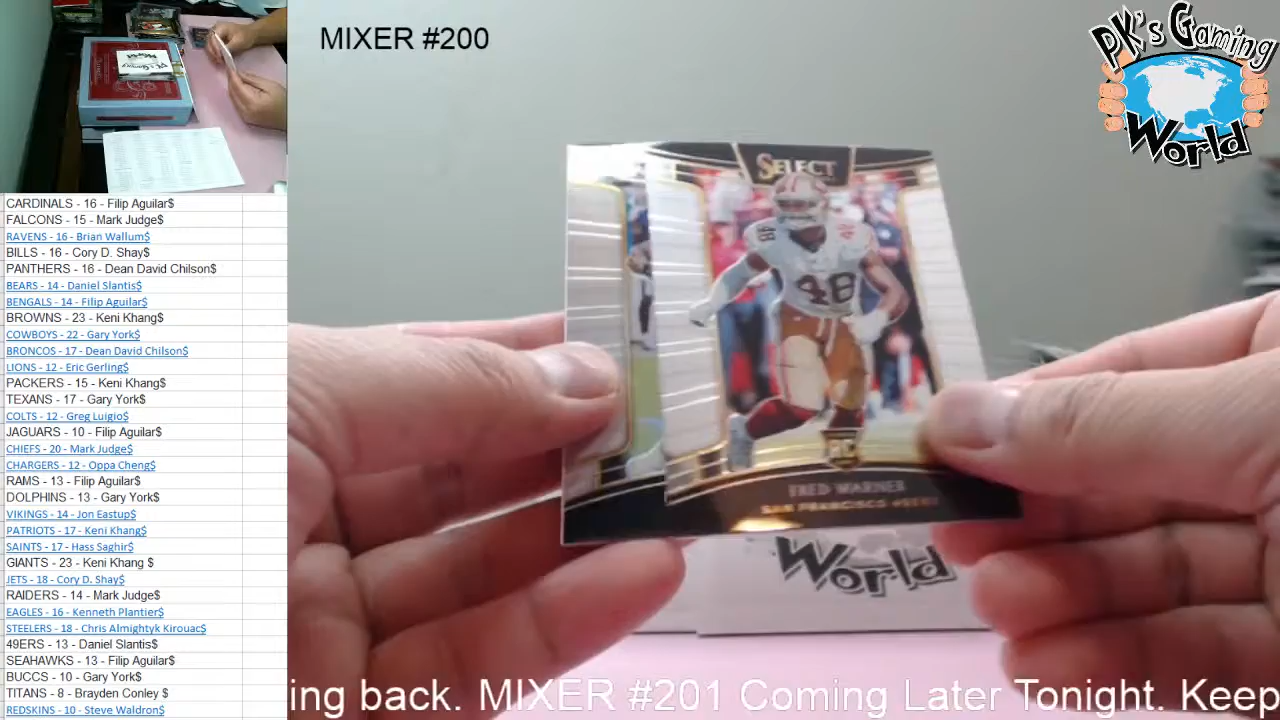 MIXER #200
PK's Gaming
World
CARDINALS - 16 - Filip Aguilar$
FALCONS - 15 - Mark Judge$
RAVENS - 16 - Brian Wallum$
BILLS - 16 - Cory D. Shay$
PANTHERS - 16 - Dean David Chilson$
BEARS - 14 - Daniel Slantis$
BENGALS - 14 - Filip Aguilar$
BROWNS - 23 - Keni Khang$
COWBOYS - 22 - Gary York$
BRONCOS - 17 - Dean David Chilson$
LIONS - 12 - Eric Gerling$
PACKERS - 15 - Keni Khang$
TEXANS - 17 - Gary York$
COLTS - 12 - Greg Luigio$
JAGUARS - 10 - Filip Aguilar$
CHIEFS - 20 - Mark Judge$
CHARGERS - 12 - Oppa Cheng$
RAMS - 13 - Filip Aguilar$
DOLPHINS - 13 - Gary York$
VIKINGS - 14 - Jon Eastup$
PATRIOTS - 17 - Keni Khang$
SAINTS - 17 - Hass Saghir$
GIANTS - 23 - Keni Khang $
JETS - 18 - Cory D. Shay$
RAIDERS - 14 - Mark Judge$
EAGLES - 16 - Kenneth Plantier$
STEELERS - 18 - Chris Almightyk Kirouac$
49ERS - 13 - Daniel Slantis$
SEAHAWKS - 13 - Filip Aguilar$
BUCCS - 10 - Gary York$
TITANS - 8 - Brayden Conley $
REDSKINS - 10 - Steve Waldron$
SELECT
48
48
RC
FRED WARNER
SAN FRANCISCO 49ERS
World
ing back. MIXER #201 Coming Later Tonight. Keep